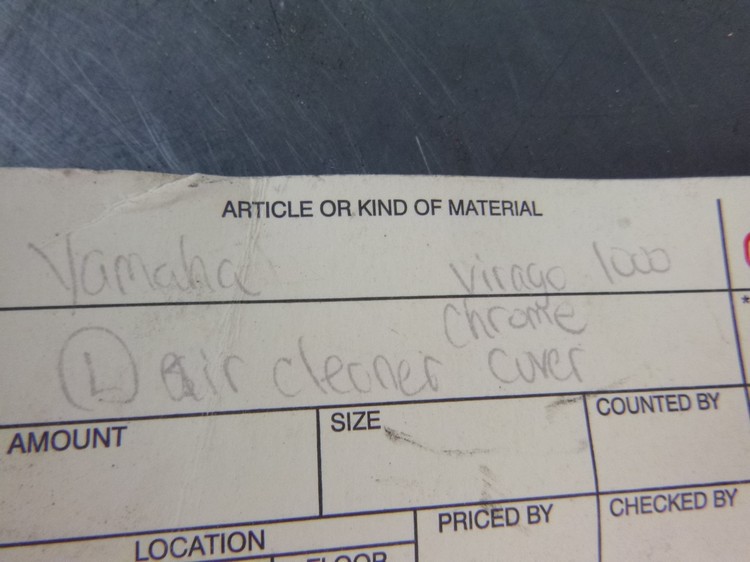 ARTICLE OR KIND OF MATERIAL
Yamaha Virago 1000
Chrome
L air cleaner cover
AMOUNT SIZE COUNTED BY
PRICED BY CHECKED BY
LOCATION
FLOOR
*